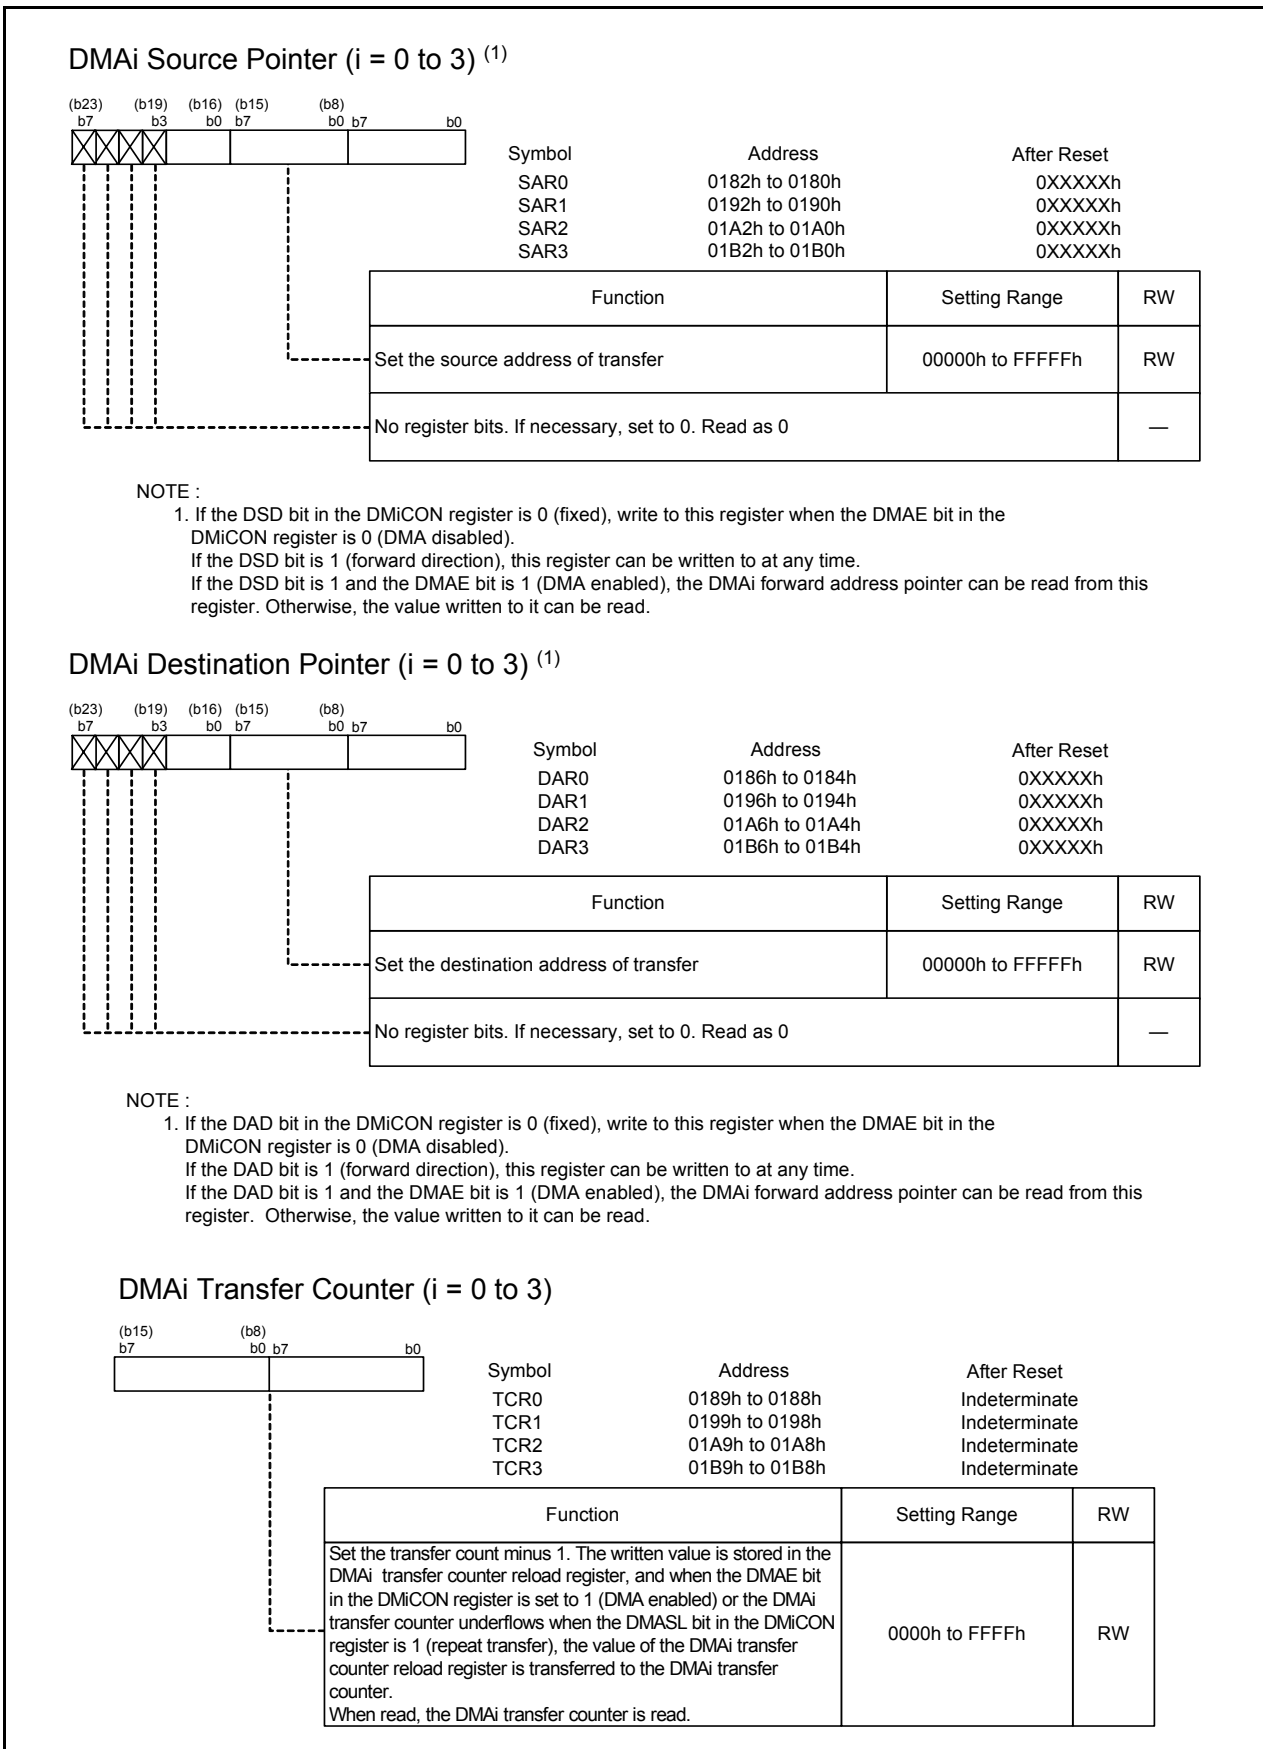 DMAi Source Pointer (i = 0 to 3) (1)
(b23) (b19) (b16) (b15) (b8)
b7 b3 b0 b7 b0 b7 b0
Symbol Address After Reset
SAR0 0182h to 0180h 0XXXXXh
SAR1 0192h to 0190h 0XXXXXh
SAR2 01A2h to 01A0h 0XXXXXh
SAR3 01B2h to 01B0h 0XXXXXh
Function Setting Range RW
Set the source address of transfer 00000h to FFFFFh RW
No register bits. If necessary, set to 0. Read as 0 —
NOTE :
1. If the DSD bit in the DMiCON register is 0 (fixed), write to this register when the DMAE bit in the
DMiCON register is 0 (DMA disabled).
If the DSD bit is 1 (forward direction), this register can be written to at any time.
If the DSD bit is 1 and the DMAE bit is 1 (DMA enabled), the DMAi forward address pointer can be read from this
register. Otherwise, the value written to it can be read.
DMAi Destination Pointer (i = 0 to 3) (1)
(b23) (b19) (b16) (b15) (b8)
b7 b3 b0 b7 b0 b7 b0
Symbol Address After Reset
DAR0 0186h to 0184h 0XXXXXh
DAR1 0196h to 0194h 0XXXXXh
DAR2 01A6h to 01A4h 0XXXXXh
DAR3 01B6h to 01B4h 0XXXXXh
Function Setting Range RW
Set the destination address of transfer 00000h to FFFFFh RW
No register bits. If necessary, set to 0. Read as 0 —
NOTE :
1. If the DAD bit in the DMiCON register is 0 (fixed), write to this register when the DMAE bit in the
DMiCON register is 0 (DMA disabled).
If the DAD bit is 1 (forward direction), this register can be written to at any time.
If the DAD bit is 1 and the DMAE bit is 1 (DMA enabled), the DMAi forward address pointer can be read from this
register. Otherwise, the value written to it can be read.
DMAi Transfer Counter (i = 0 to 3)
(b15) (b8)
b7 b0 b7 b0
Symbol Address After Reset
TCR0 0189h to 0188h Indeterminate
TCR1 0199h to 0198h Indeterminate
TCR2 01A9h to 01A8h Indeterminate
TCR3 01B9h to 01B8h Indeterminate
Function Setting Range RW
Set the transfer count minus 1. The written value is stored in the
DMAi transfer counter reload register, and when the DMAE bit
in the DMiCON register is set to 1 (DMA enabled) or the DMAi
transfer counter underflows when the DMASL bit in the DMiCON
register is 1 (repeat transfer), the value of the DMAi transfer
counter reload register is transferred to the DMAi transfer
counter.
When read, the DMAi transfer counter is read.
0000h to FFFFh RW